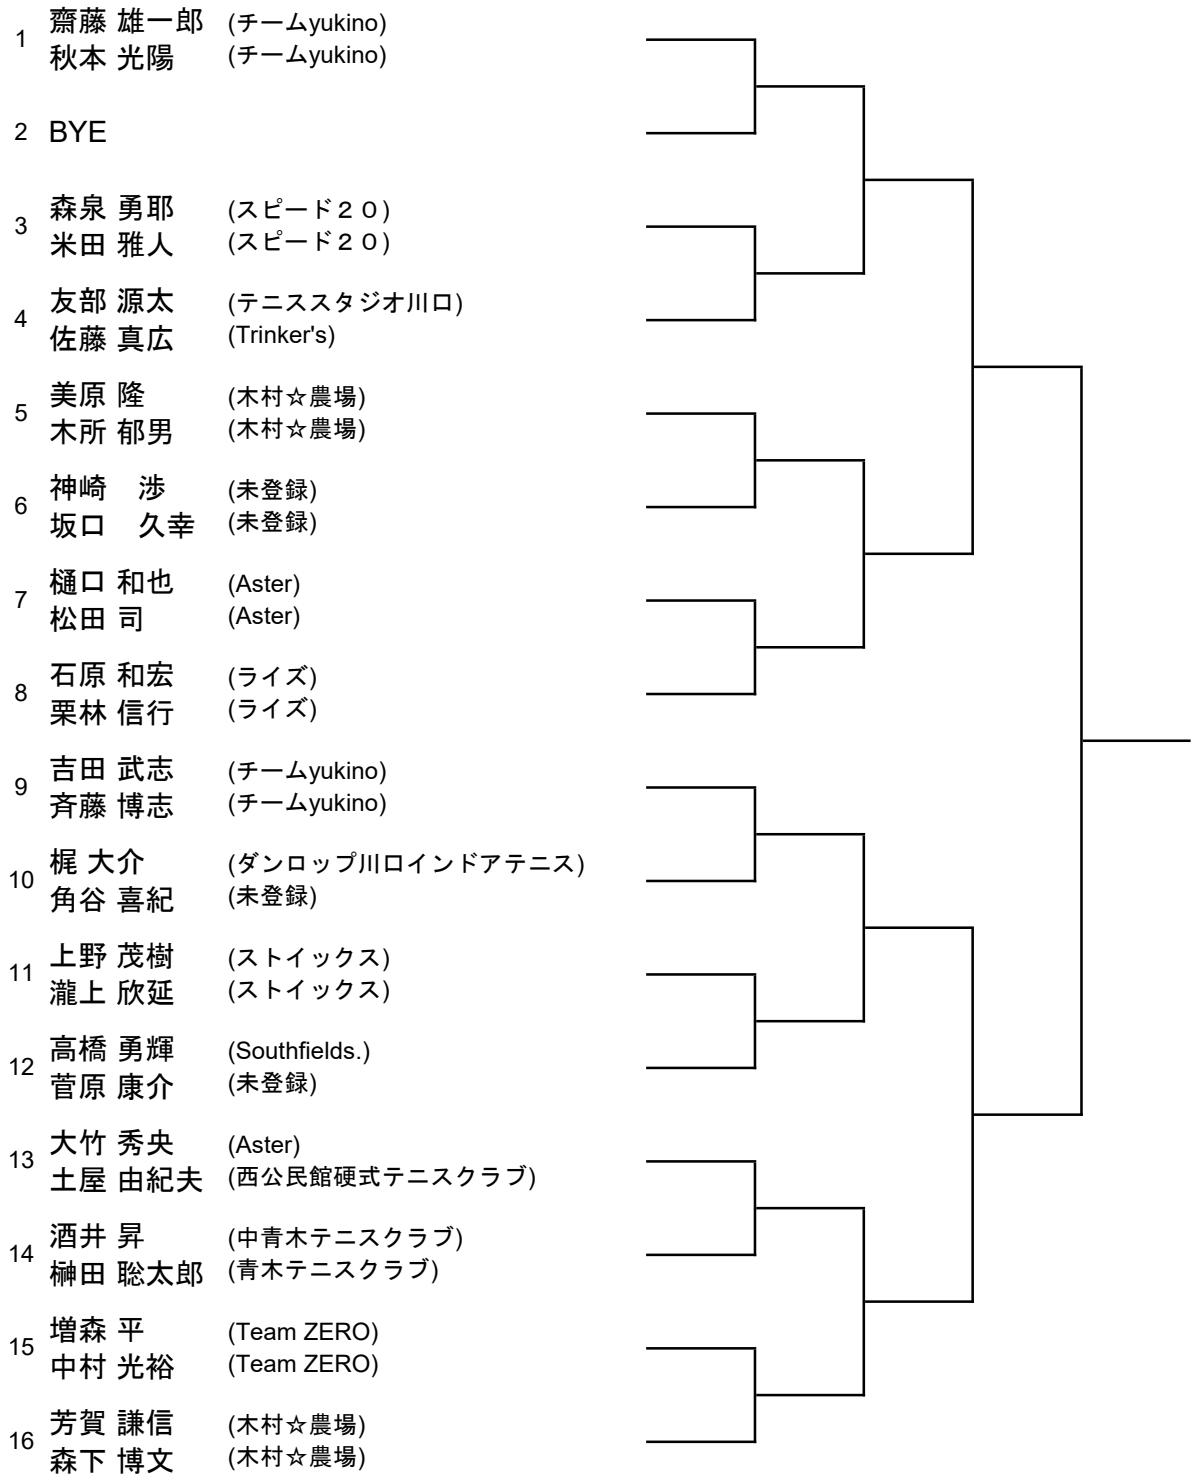 1 齋藤 雄一郎 (チームyukino)
秋本 光陽 (チームyukino)
2 BYE
3 森泉 勇耶 (スピード２０)
米田 雅人 (スピード２０)
4 友部 源太 (テニススタジオ川口)
佐藤 真広 (Trinker's)
5 美原 隆 (木村☆農場)
木所 郁男 (木村☆農場)
6 神崎　渉 (未登録)
坂口　久幸 (未登録)
7 樋口 和也 (Aster)
松田 司 (Aster)
8 石原 和宏 (ライズ)
栗林 信行 (ライズ)
9 吉田 武志 (チームyukino)
斉藤 博志 (チームyukino)
10 梶 大介 (ダンロップ川口インドアテニス)
角谷 喜紀 (未登録)
11 上野 茂樹 (ストイックス)
瀧上 欣延 (ストイックス)
12 高橋 勇輝 (Southfields.)
菅原 康介 (未登録)
13 大竹 秀央 (Aster)
土屋 由紀夫 (西公民館硬式テニスクラブ)
14 酒井 昇 (中青木テニスクラブ)
榊田 聡太郎 (青木テニスクラブ)
15 増森 平 (Team ZERO)
中村 光裕 (Team ZERO)
16 芳賀 謙信 (木村☆農場)
森下 博文 (木村☆農場)